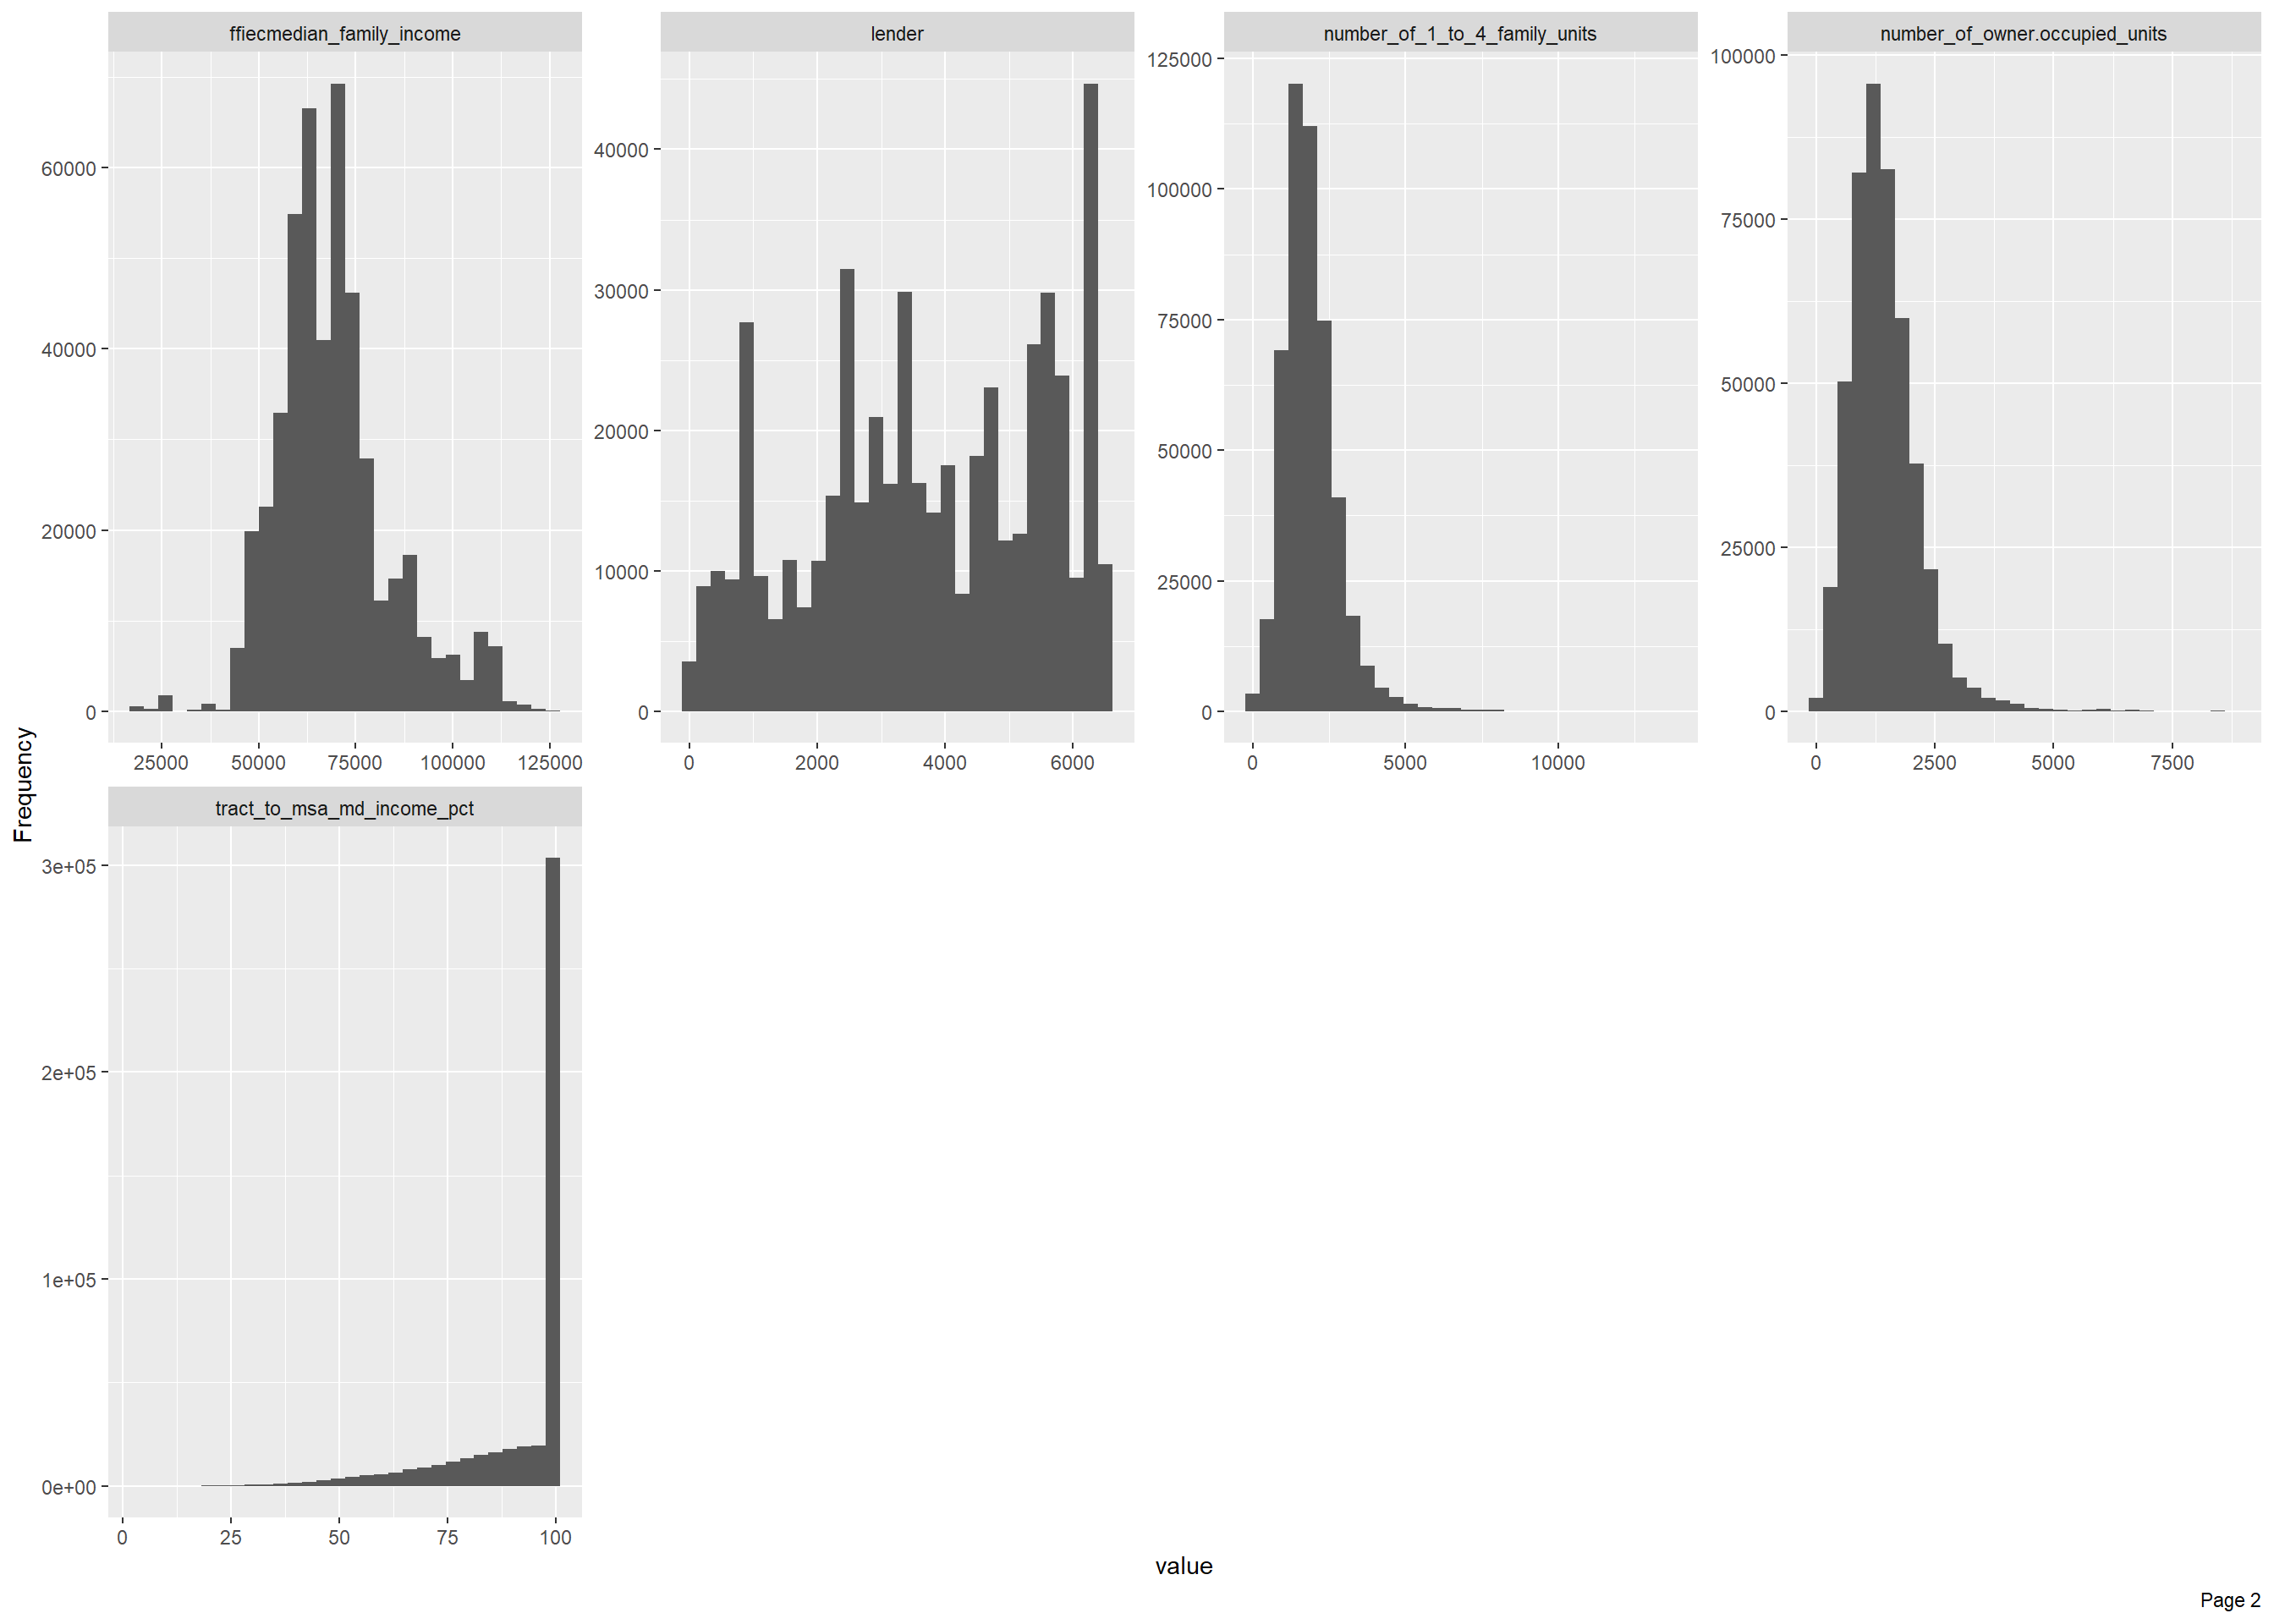 ffiecmedian_family_income
lender
number_of_1_to_4_family_units
number_of_owner.occupied_units
60000
40000
20000
0
25000 50000 75000 100000 125000
40000
30000
20000
10000
0
0 2000 4000 6000
125000
100000
75000
50000
25000
0
0 5000 10000
100000
75000
50000
25000
0
0 2500 5000 7500
Frequency
tract_to_msa_md_income_pct
3e+05
2e+05
1e+05
0e+00
0 25 50 75 100
value
Page 2